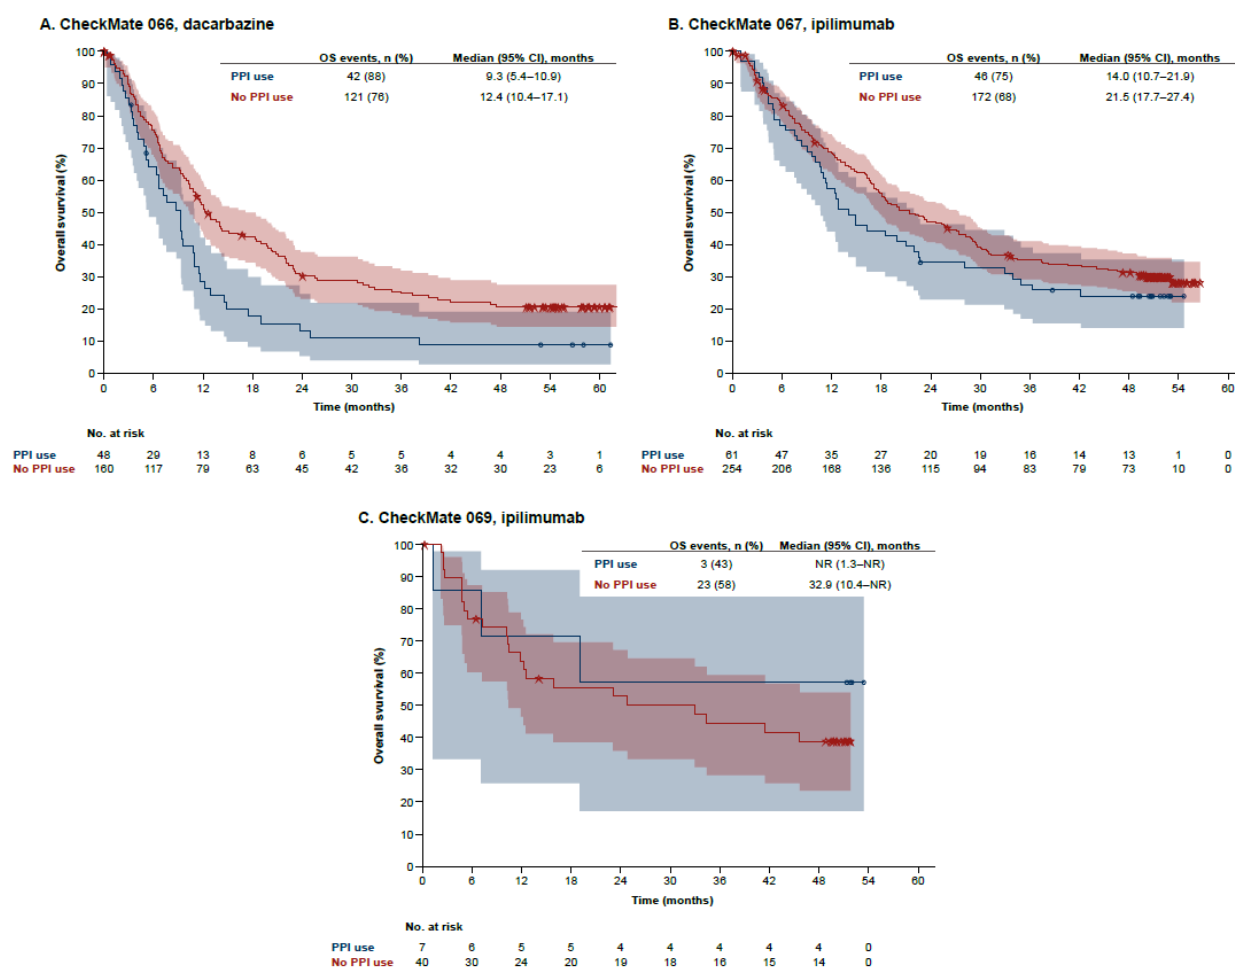 A. CheckMate 066, dacarbazine
OS events, n (%) Median (95% CI), months
PPI use 42 (88) 9.3 (5.4–10.9)
No PPI use 121 (76) 12.4 (10.4–17.1)
Overall svurvival (%)
100
90
80
70
60
50
40
30
20
10
0
0 6 12 18 24 30 36 42 48 54 60
Time (months)
No. at risk
PPI use 48 29 13 8 6 5 5 4 4 3 1
No PPI use 160 117 79 63 45 42 36 32 30 23 6
B. CheckMate 067, ipilimumab
OS events, n (%) Median (95% CI), months
PPI use 46 (75) 14.0 (10.7–21.9)
No PPI use 172 (68) 21.5 (17.7–27.4)
Overall svurvival (%)
100
90
80
70
60
50
40
30
20
10
0
0 6 12 18 24 26 30 36 42 48 54 60
Time (months)
No. at risk
PPI use 61 47 35 27 20 19 16 14 13 1 0
No PPI use 254 206 168 136 115 94 83 79 73 10 0
C. CheckMate 069, ipilimumab
OS events, n (%) Median (95% CI), months
PPI use 3 (43) NR (1.3–NR)
No PPI use 23 (58) 32.9 (10.4–NR)
Overall svurvival (%)
100
90
80
70
60
50
40
30
20
10
0
0 6 12 18 24 30 36 42 48 54 60
Time (months)
No. at risk
PPI use 7 6 5 5 4 4 4 4 4 0
No PPI use 40 30 24 20 19 18 16 15 14 0